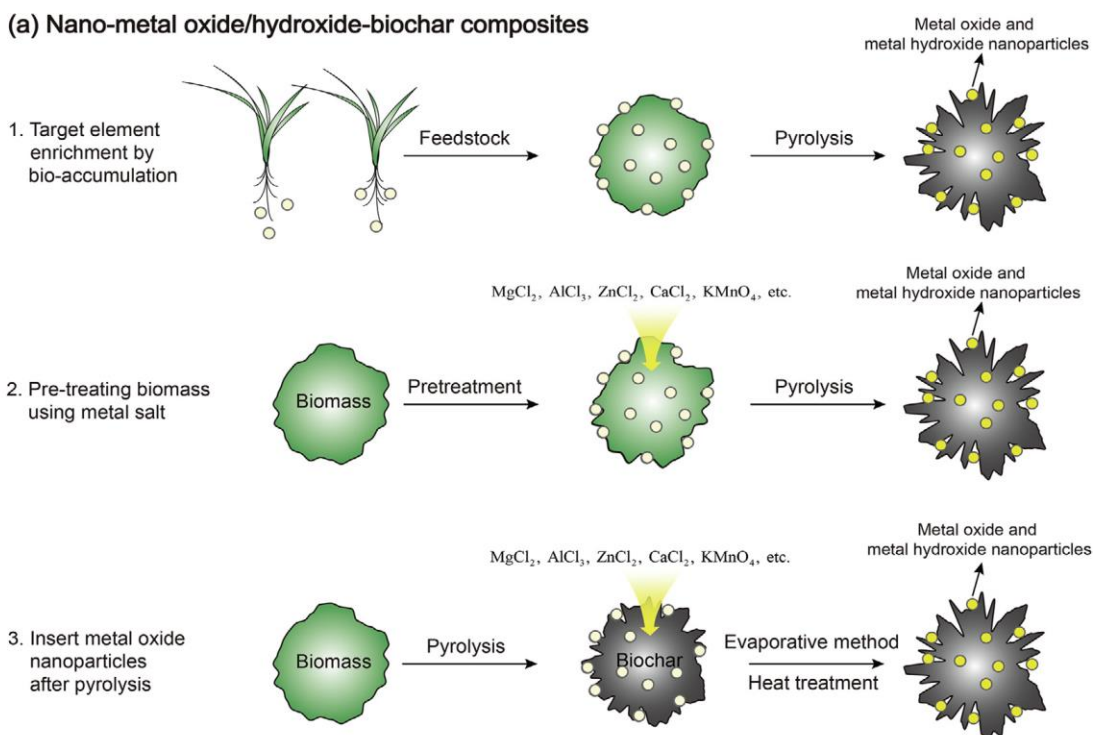 (a) Nano-metal oxide/hydroxide-biochar composites
Metal oxide and
metal hydroxide nanoparticles
1. Target element
enrichment by
bio-accumulation
Feedstock
Pyrolysis
Metal oxide and
metal hydroxide nanoparticles
MgCl₂, AlCl₃, ZnCl₂, CaCl₂, KMnO₄, etc.
2. Pre-treating biomass
using metal salt
Biomass
Pretreatment
Pyrolysis
Metal oxide and
metal hydroxide nanoparticles
MgCl₂, AlCl₃, ZnCl₂, CaCl₂, KMnO₄, etc.
3. Insert metal oxide
nanoparticles
after pyrolysis
Biomass
Pyrolysis
Biochar
Evaporative method
Heat treatment